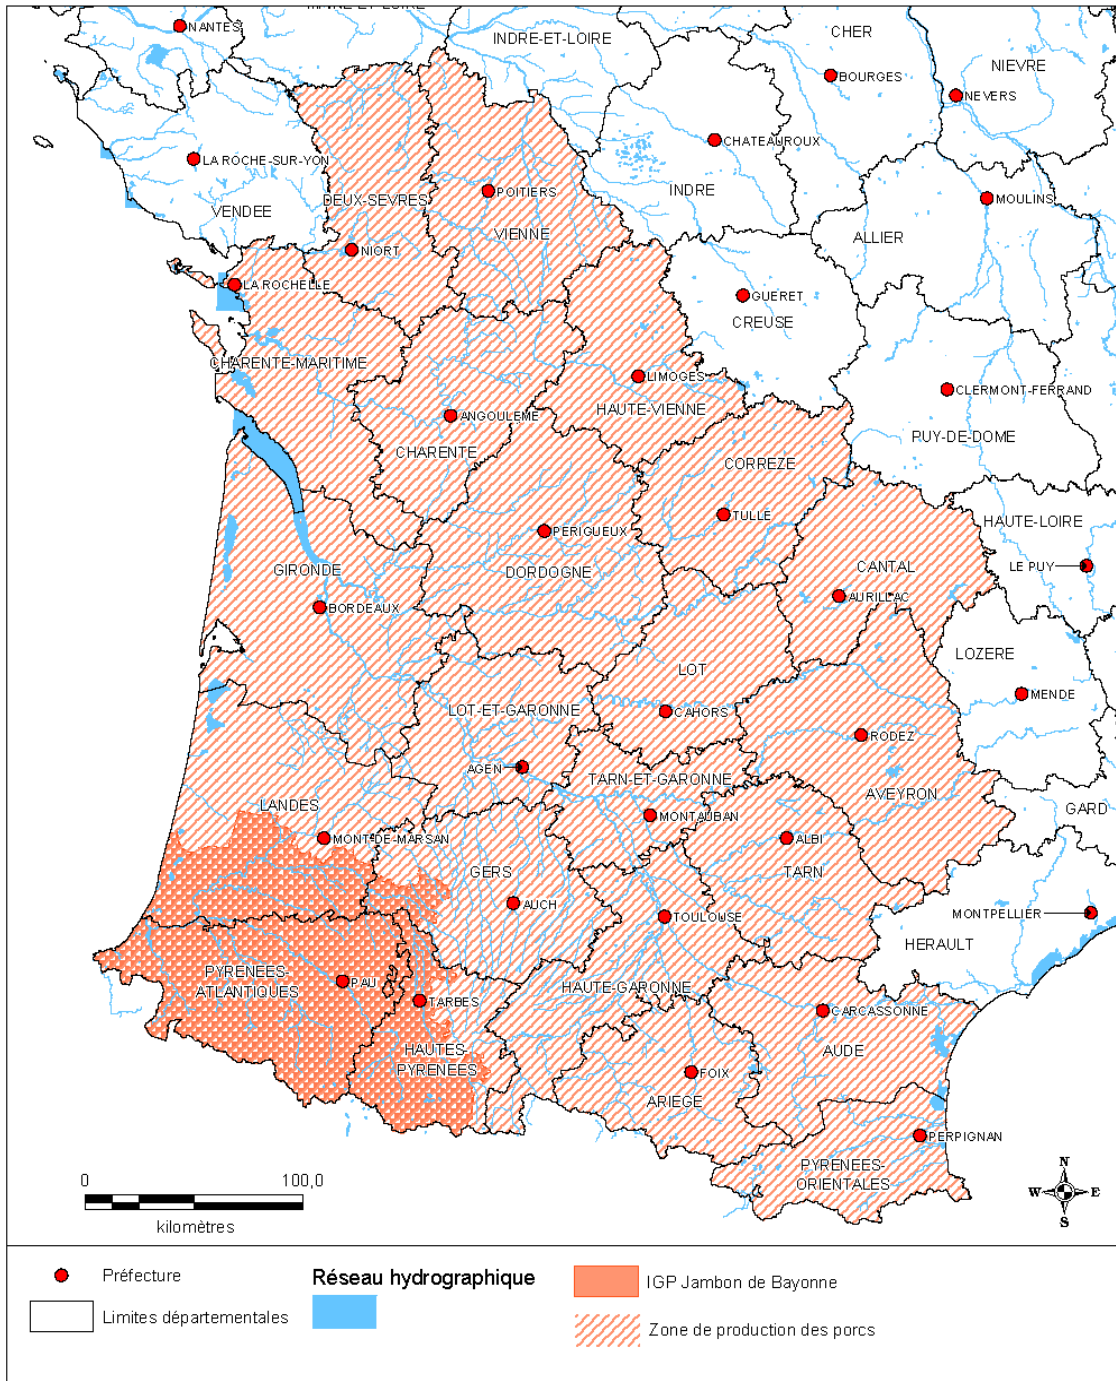 MAINE-ET-LOIRE
NANTES
INDRE-ET-LOIRE
CHER
BOURGES
NIEVRE
NEVERS
CHATEAUROUX
LA ROCHE-SUR-YON
INDRE
POITIERS
DEUX-SEVRES
MOULINS
VENDEE
VIENNE
ALLIER
NIORT
LA ROCHELLE
GUERET
CREUSE
CHARENTE-MARITIME
LIMOGES
CLERMONT-FERRAND
HAUTE-VIENNE
ANGOULEME
PUY-DE-DOME
CHARENTE
CORREZE
TULLE
HAUTE-LOIRE
PERIGUEUX
LE PUY
CANTAL
GIRONDE
DORDOGNE
AURILLAC
BORDEAUX
LOZERE
LOT
MENDE
LOT-ET-GARONNE
CAHORS
RODEZ
AGEN
TARN-ET-GARONNE
AVEYRON
LANDES
GARD
MONTAUBAN
MONT-DE-MARSAN
ALBI
GERS
TARN
AUCH
MONTPELLIER
TOULOUSE
HERAULT
PYRENEES-
ATLANTIQUES
PAU
HAUTE-GARONNE
TARBES
CARCASSONNE
HAUTES-
PYRENEES
AUDE
FOIX
ARIEGE
PERPIGNAN
PYRENEES-
ORIENTALES
N
W E
S
0 100,0
kilomètres
Préfecture
Limites départementales
Réseau hydrographique
IGP Jambon de Bayonne
Zone de production des porcs